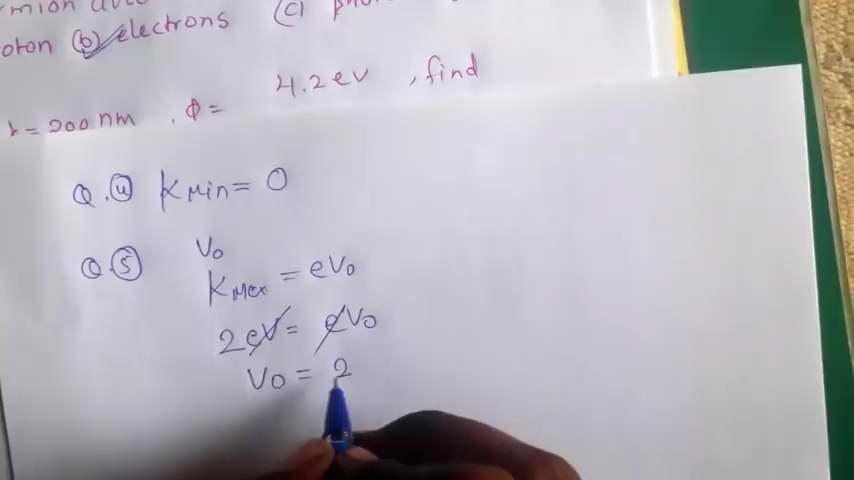 oton (b) electrons (c)
λ = 200 nm , ϕ = 4.2 ev , find
Q.④ KMin = 0
Q.⑤ V₀
KMax = eV₀
2eV = eV₀
V₀ = 2